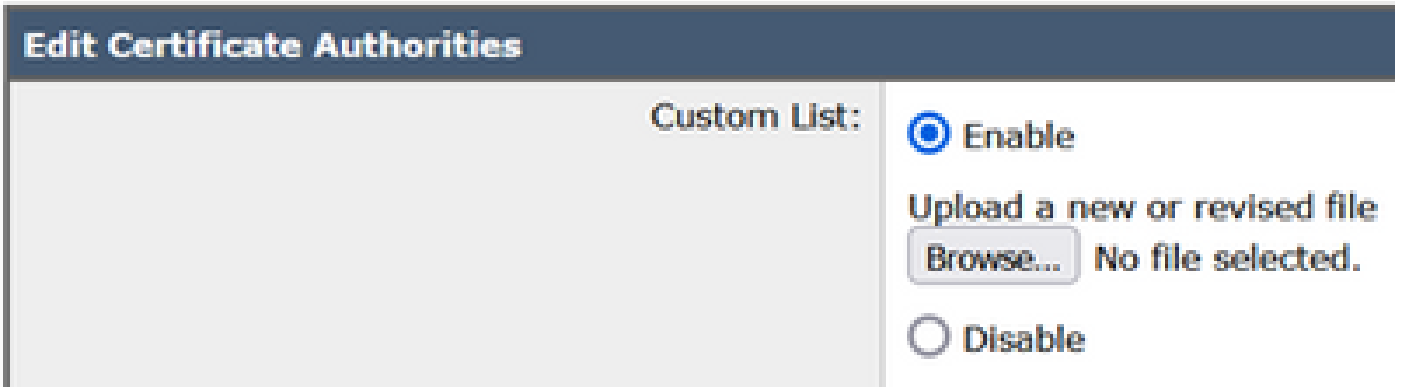 Edit Certificate Authorities
Custom List:
Enable
Upload a new or revised file
Browse... No file selected.
Disable